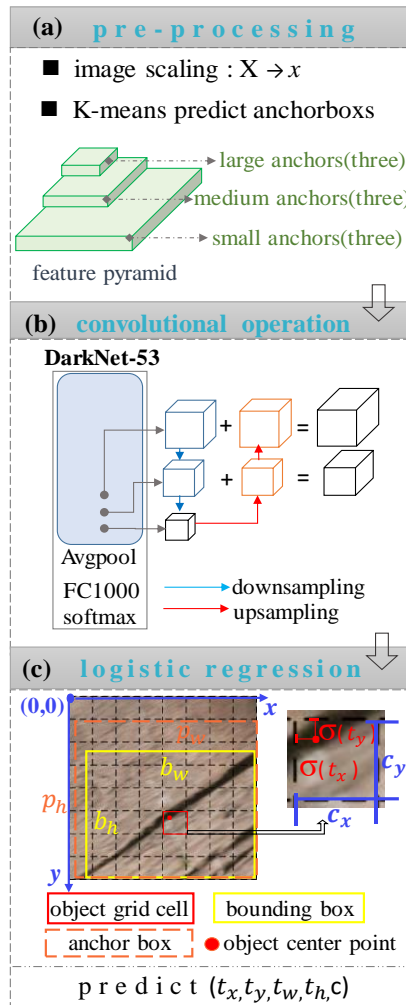 (a) pre-processing
■ image scaling : X → x
■ K-means predict anchorboxs
large anchors(three)
medium anchors(three)
small anchors(three)
feature pyramid
(b) convolutional operation
DarkNet-53
+ =
+ =
Avgpool
FC1000
softmax
downsampling
upsampling
(c) logistic regression
(0,0) x
p_w
b_w
p_h
b_h
y
σ(t_y)
σ(t_x)
c_y
c_x
object grid cell
bounding box
anchor box
object center point
predict (t_x,t_y,t_w,t_h,c)